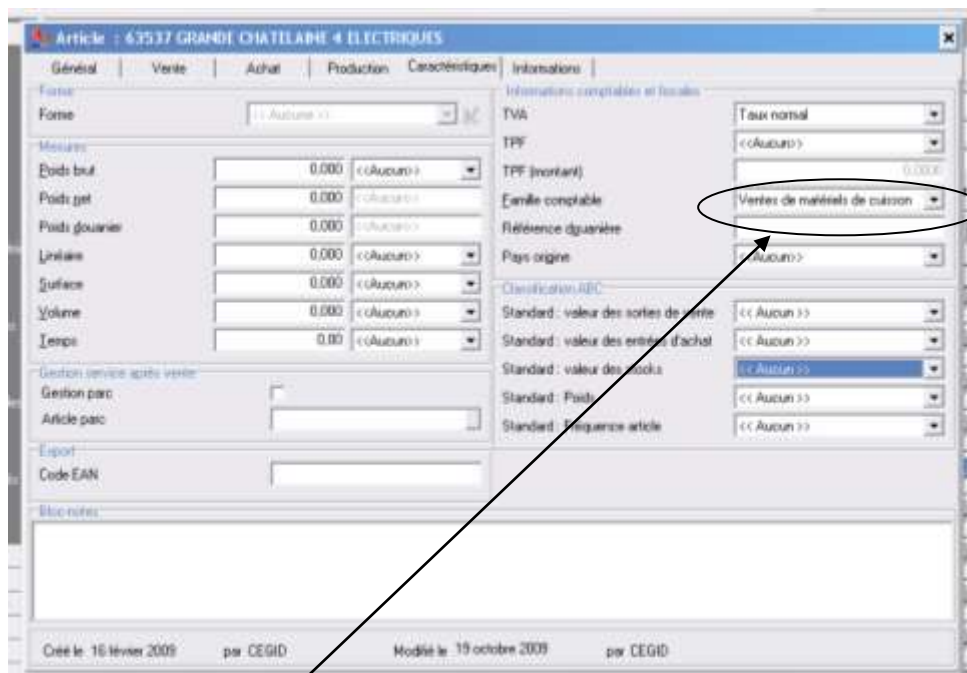 Article : 63537 GRANDE CHATELAINE 4 ELECTRIQUES
Général | Vente | Achat | Production Caractéristiques Informations
Forme
Forme << Aucune >>
Mesures
Poids brut 0,000 <<Aucun>>
Poids net 0,000 <<Aucun>>
Poids douanier 0,000 <<Aucun>>
Linéaire 0,000 <<Aucun>>
Surface 0,000 <<Aucun>>
Volume 0,000 <<Aucun>>
Temps 0,00 <<Aucun>>
Gestion service après vente
Gestion parc
Article parc
Export
Code EAN
Informations comptables et fiscales
TVA Taux normal
TPF <<Aucun>>
TPF (montant) 0,0000
Famille comptable Ventes de matériels de cuisson
Référence douanière
Pays origine <<Aucun>>
Classification ABC
Standard : valeur des sorties de vente << Aucun >>
Standard : valeur des entrées d'achat << Aucun >>
Standard : valeur des stocks << Aucun >>
Standard : Poids << Aucun >>
Standard : Fréquence article << Aucun >>
Bloc-notes
Créé le 16 février 2009 par CEGID Modifié le 19 octobre 2009 par CEGID